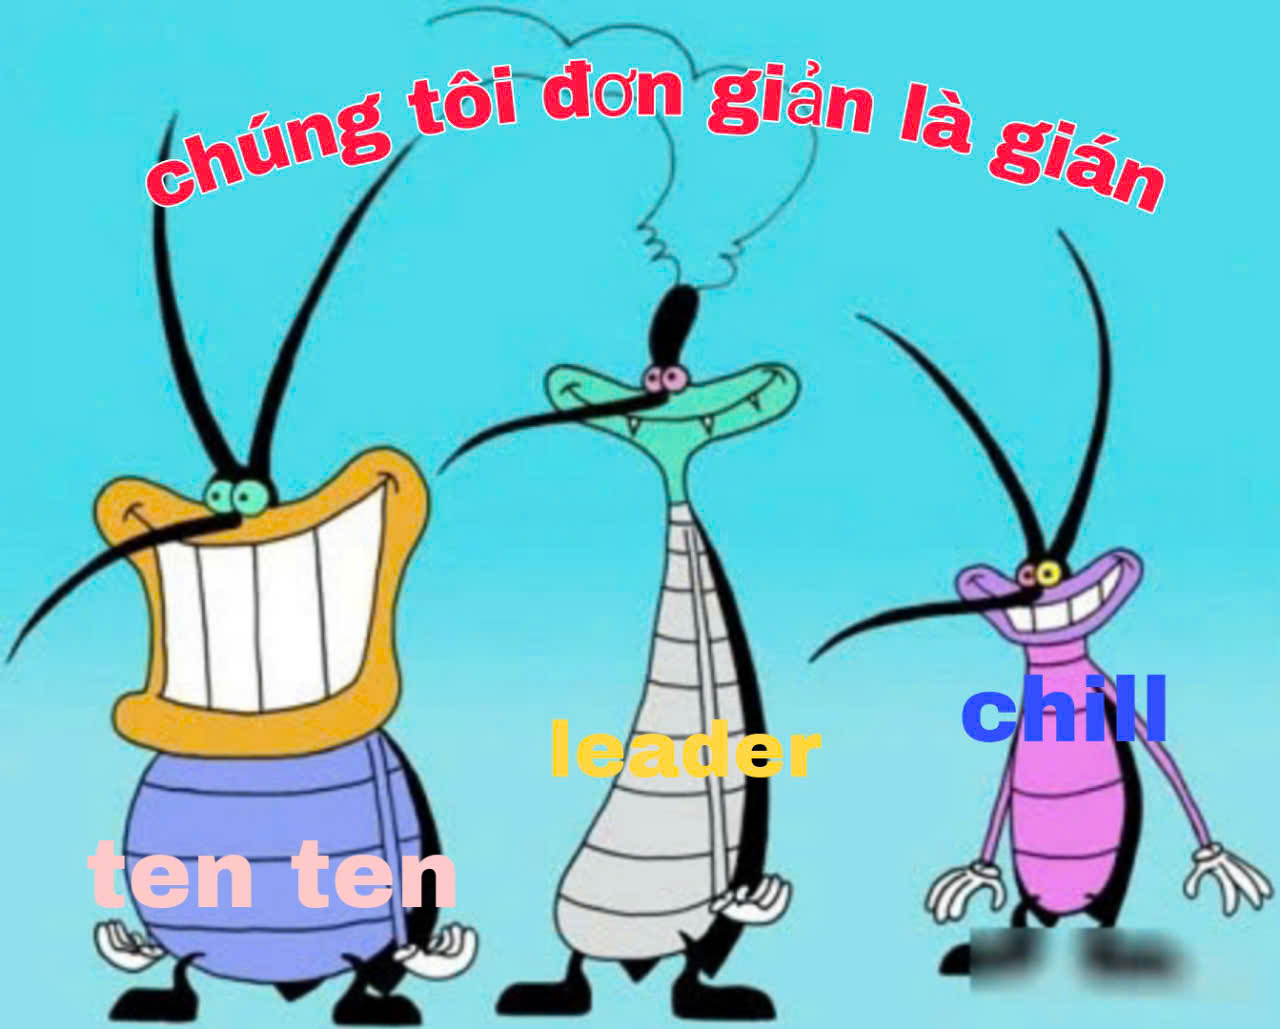 chúng tôi đơn giản là gián
leader
chill
ten ten